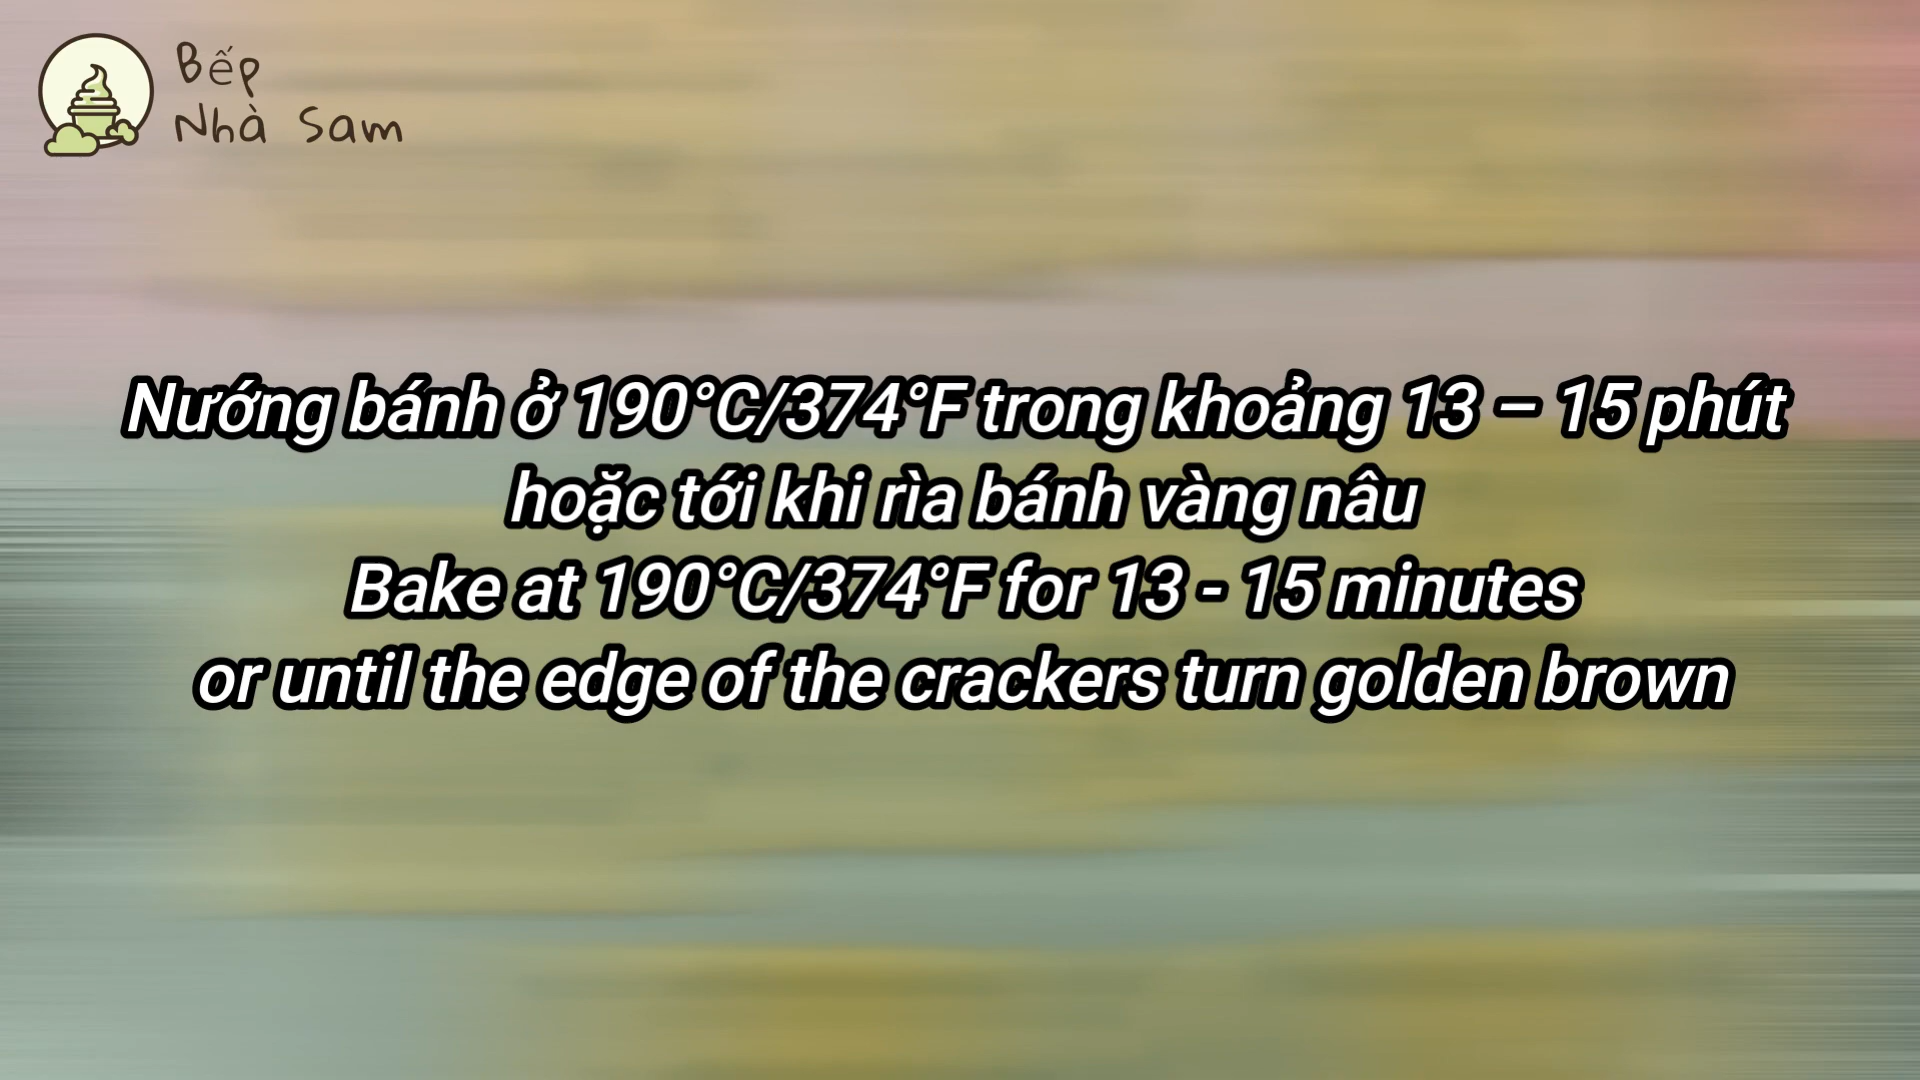 Bếp
Nhà Sam
Nướng bánh ở 190°C/374°F trong khoảng 13 – 15 phút
hoặc tới khi rìa bánh vàng nâu
Bake at 190°C/374°F for 13 - 15 minutes
or until the edge of the crackers turn golden brown